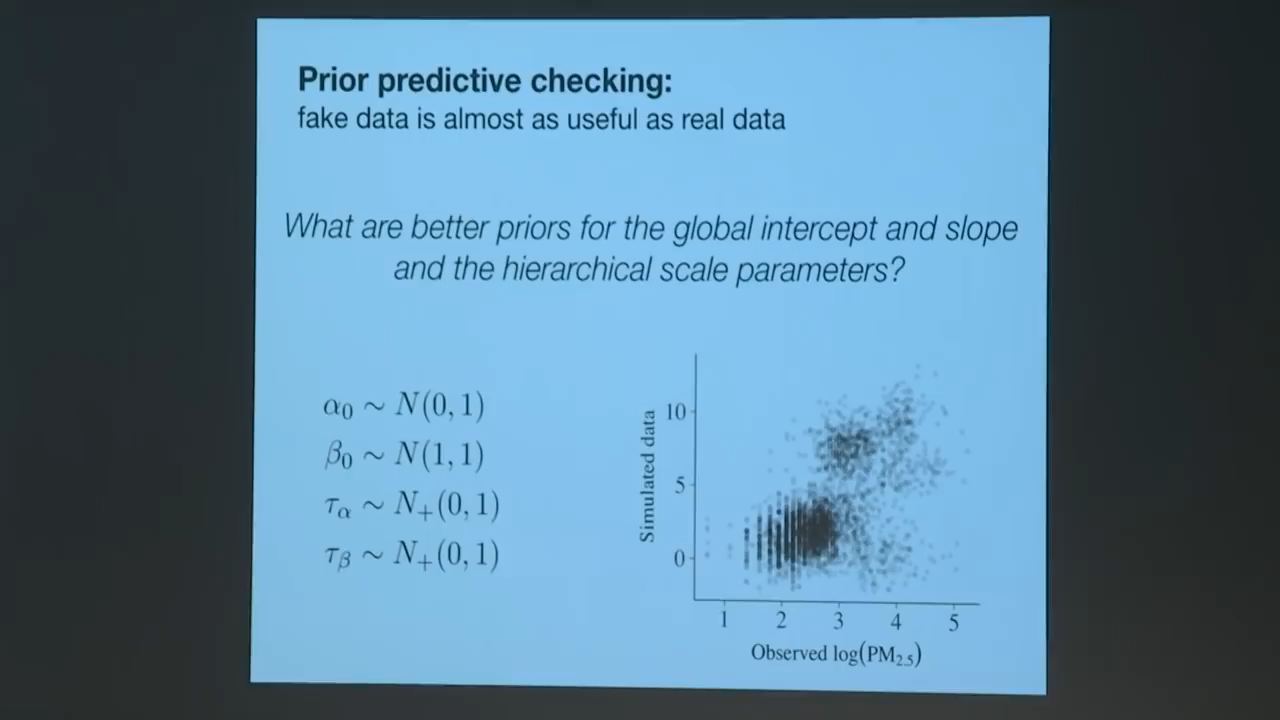 Prior predictive checking:
fake data is almost as useful as real data
What are better priors for the global intercept and slope
and the hierarchical scale parameters?
α₀ ~ N(0, 1)
β₀ ~ N(1, 1)
τ_α ~ N₊(0, 1)
τ_β ~ N₊(0, 1)
Simulated data
10
5
0
1 2 3 4 5
Observed log(PM₂.₅)